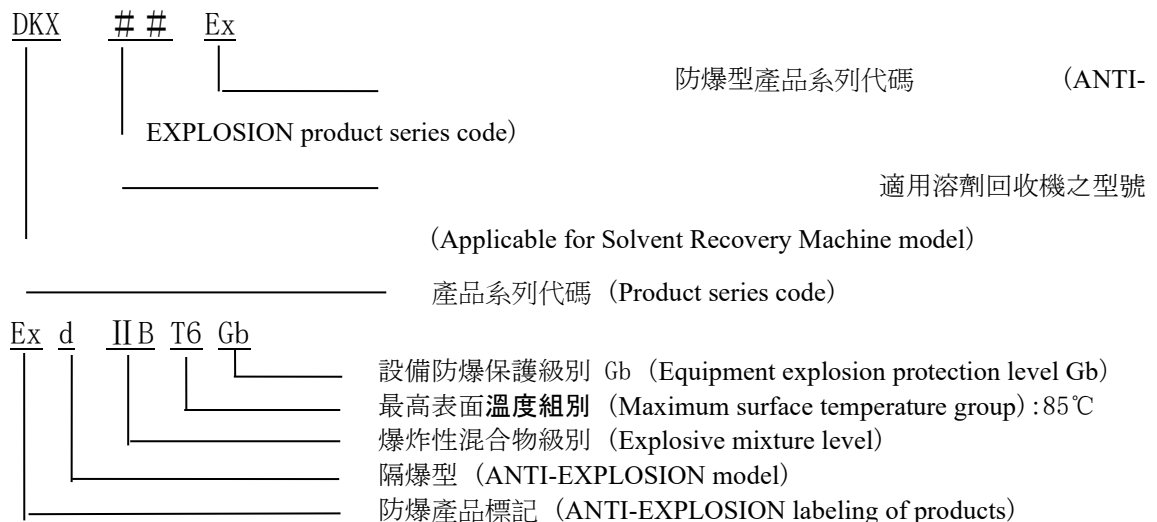 DKX ## Ex
防爆型產品系列代碼 (ANTI-
EXPLOSION product series code)
適用溶劑回收機之型號
(Applicable for Solvent Recovery Machine model)
產品系列代碼 (Product series code)
Ex d ⅡB T6 Gb
設備防爆保護級別 Gb (Equipment explosion protection level Gb)
最高表面溫度組別 (Maximum surface temperature group):85℃
爆炸性混合物級別 (Explosive mixture level)
隔爆型 (ANTI-EXPLOSION model)
防爆產品標記 (ANTI-EXPLOSION labeling of products)